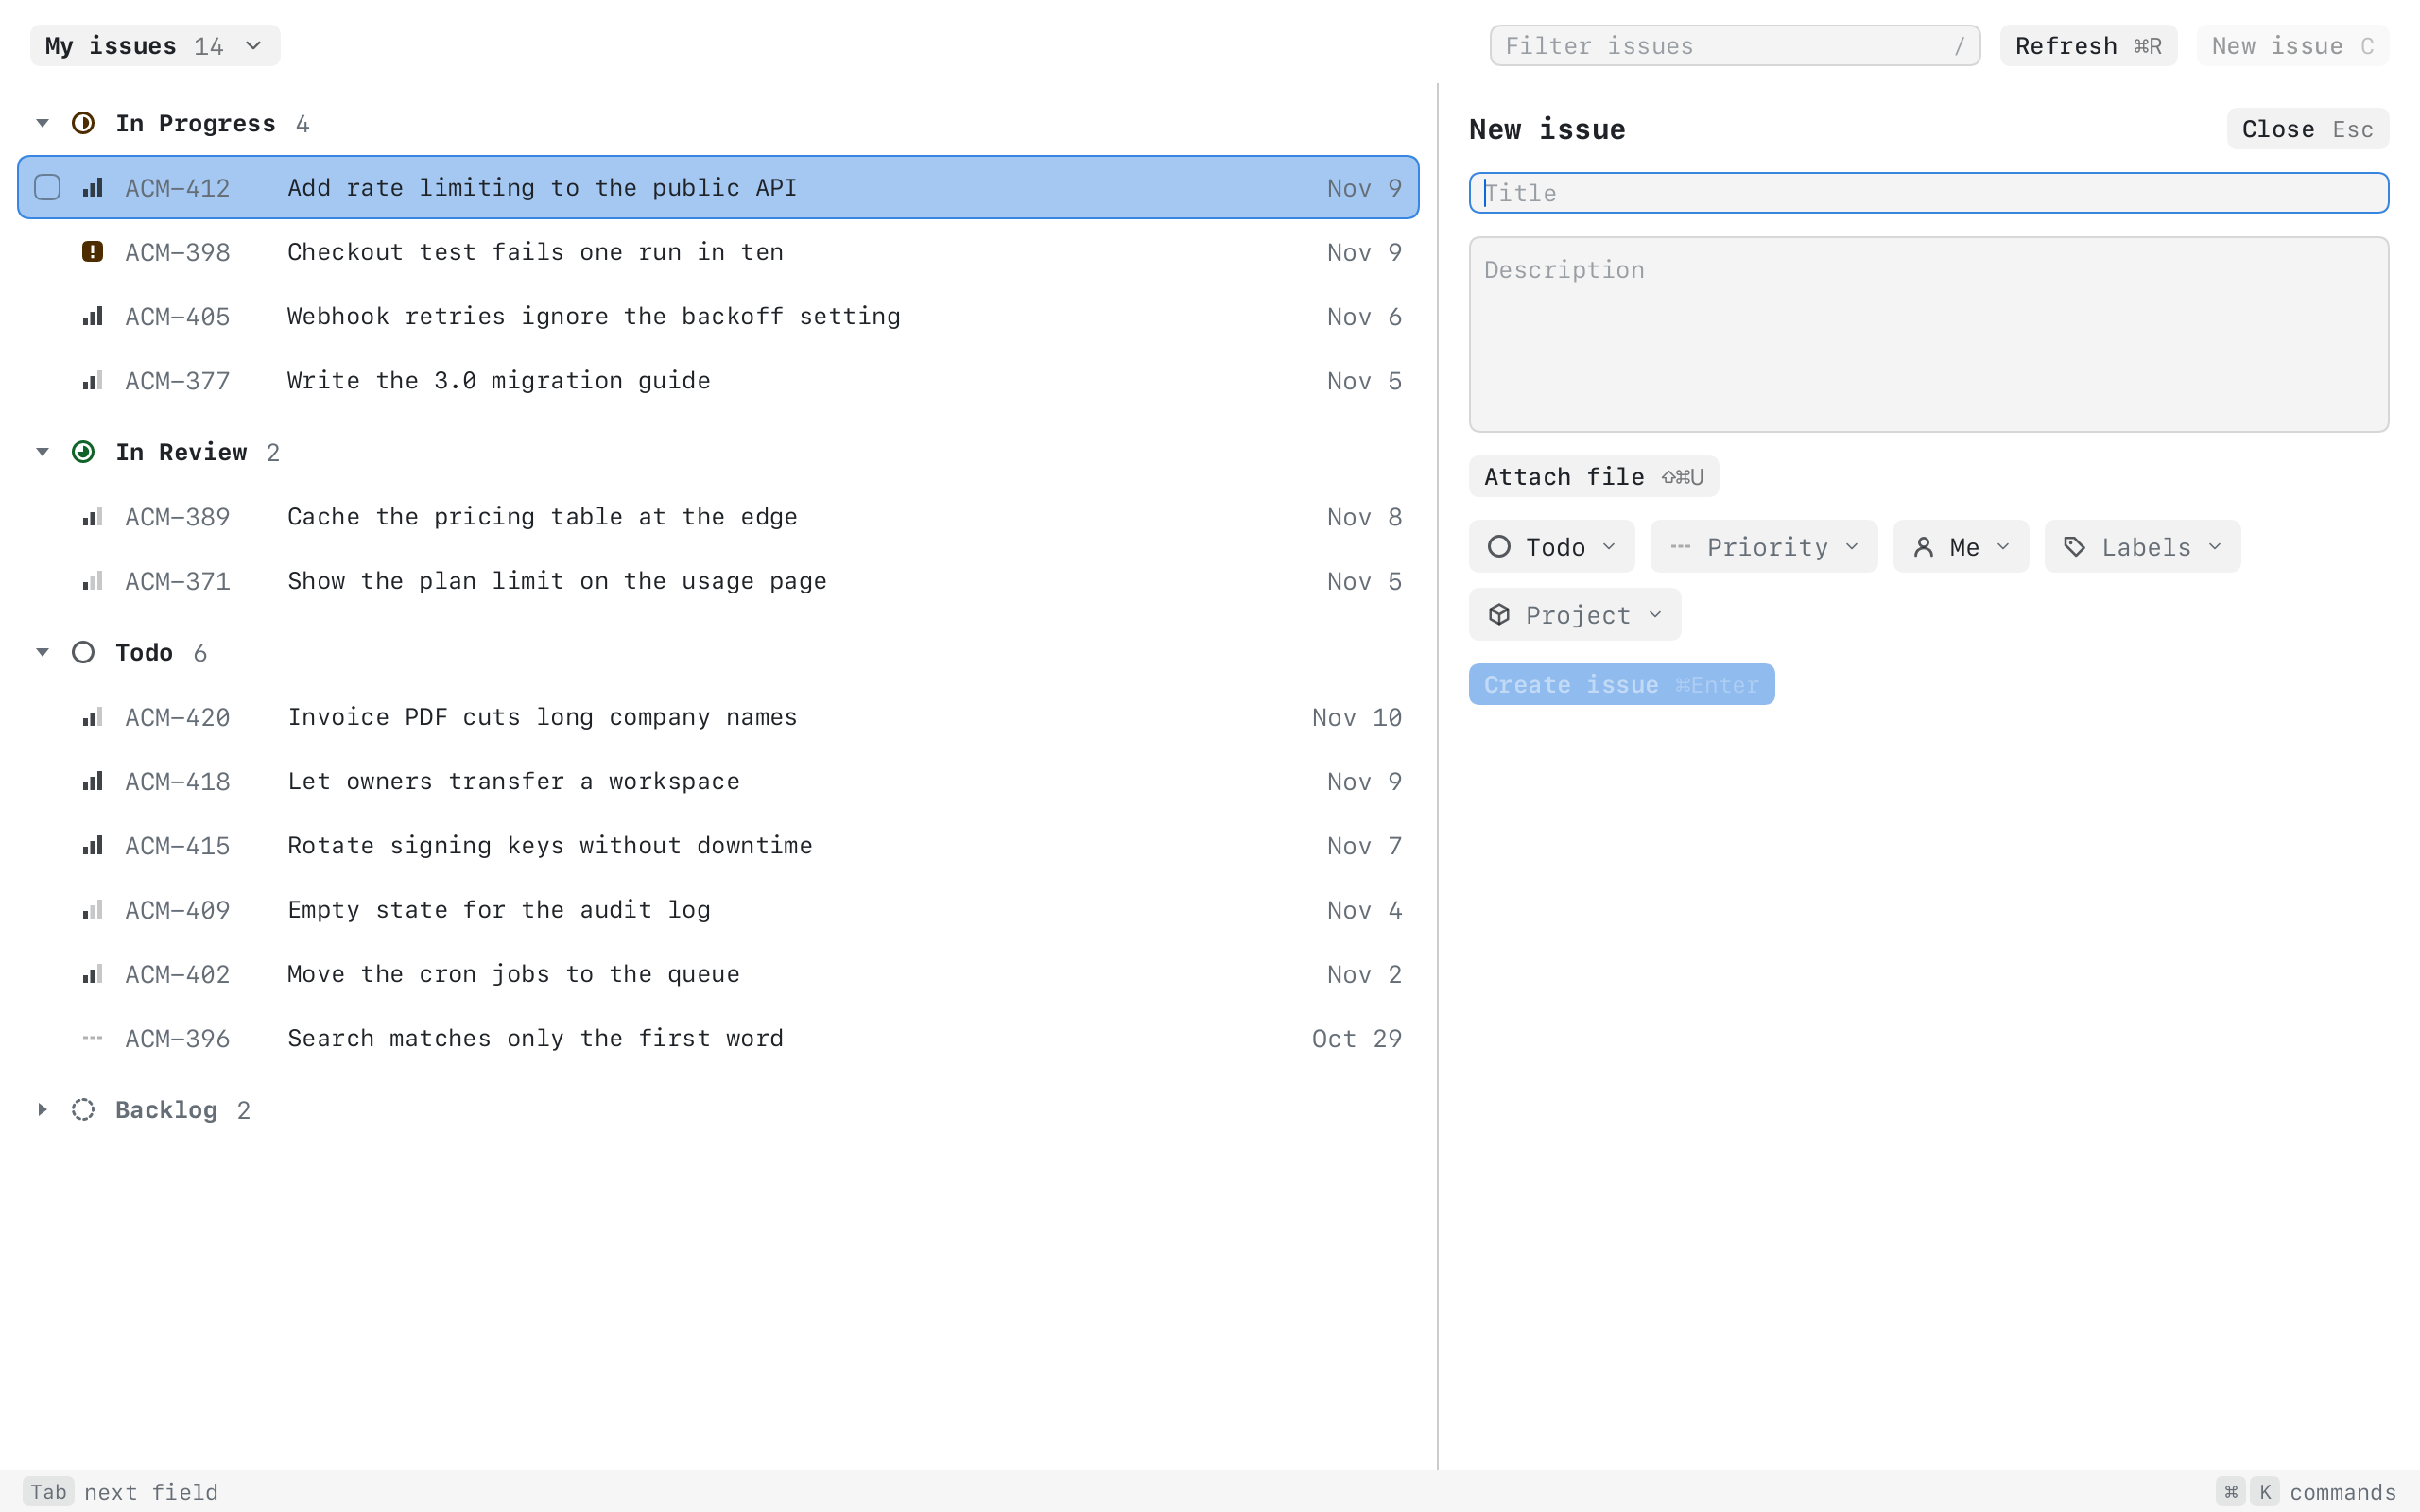 My issues 14
Filter issues /
Refresh ⌘R
New issue C
In Progress 4
ACM-412 Add rate limiting to the public API Nov 9
ACM-398 Checkout test fails one run in ten Nov 9
ACM-405 Webhook retries ignore the backoff setting Nov 6
ACM-377 Write the 3.0 migration guide Nov 5
In Review 2
ACM-389 Cache the pricing table at the edge Nov 8
ACM-371 Show the plan limit on the usage page Nov 5
Todo 6
ACM-420 Invoice PDF cuts long company names Nov 10
ACM-418 Let owners transfer a workspace Nov 9
ACM-415 Rotate signing keys without downtime Nov 7
ACM-409 Empty state for the audit log Nov 4
ACM-402 Move the cron jobs to the queue Nov 2
ACM-396 Search matches only the first word Oct 29
Backlog 2
New issue
Close Esc
Title
Description
Attach file ⇧⌘U
Todo Priority Me Labels
Project
Create issue ⌘Enter
Tab next field
⌘ K commands